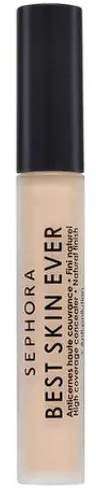 SEPHORA
BEST SKIN EVER
Anticernes haute couvrance • Fini naturel
High coverage concealer • Natural finish